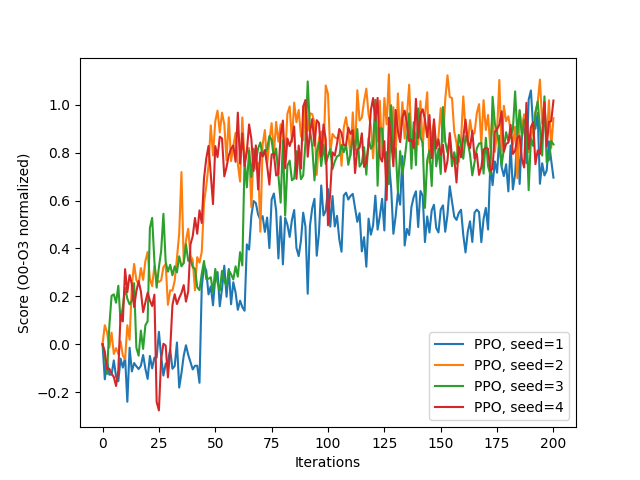 1.0
0.8
0.6
0.4
0.2
0.0
−0.2
Score (O0-O3 normalized)
0
25
50
75
100
125
150
175
200
Iterations
PPO, seed=1
PPO, seed=2
PPO, seed=3
PPO, seed=4